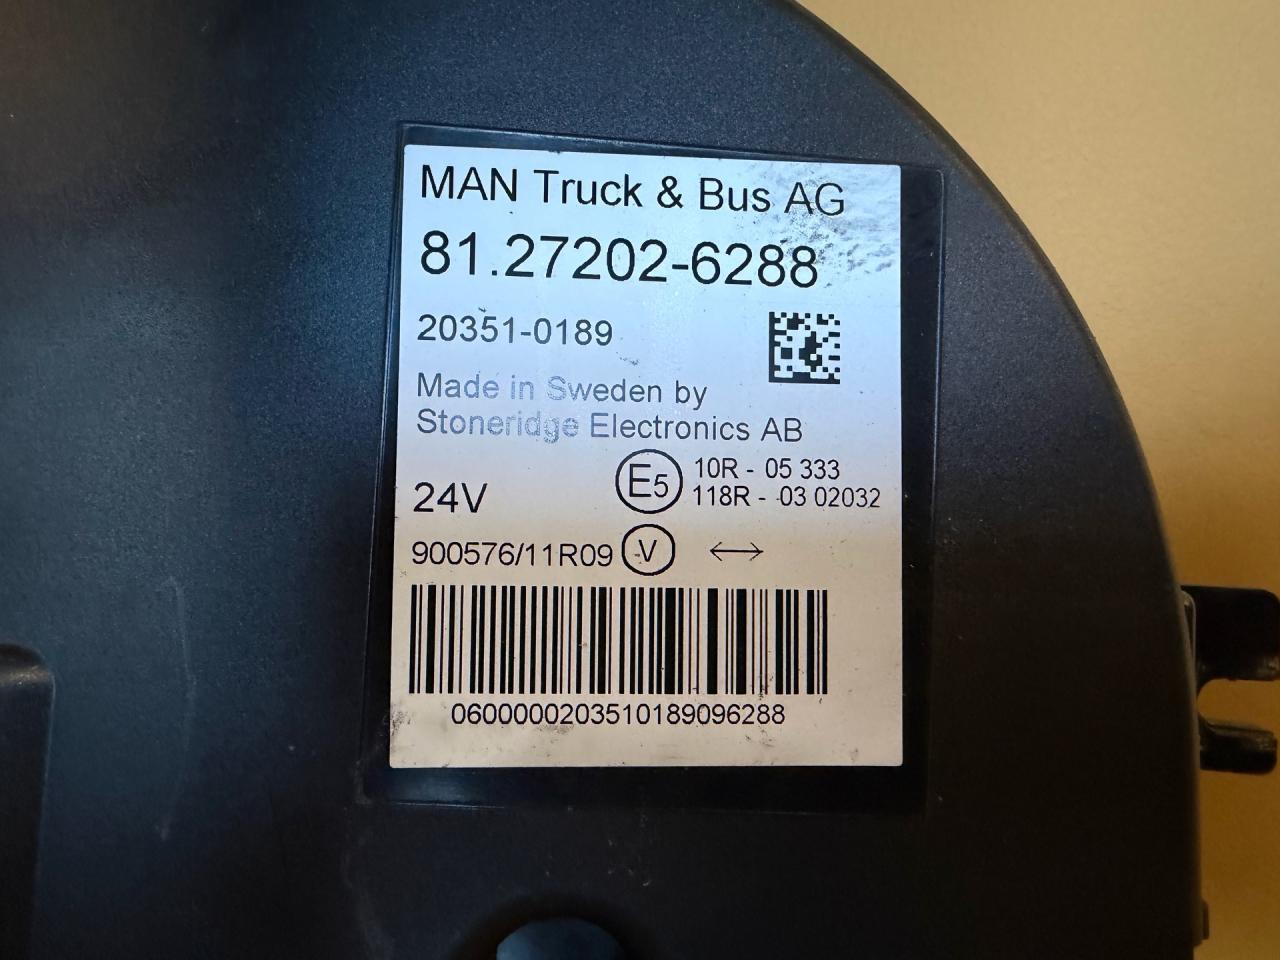 MAN Truck & Bus AG
81.27202-6288
20351-0189
Made in Sweden by
Stoneridge Electronics AB
24V
E5
10R - 05 333
118R - 03 02032
900576/11R09 V ↔
0600000203510189096288